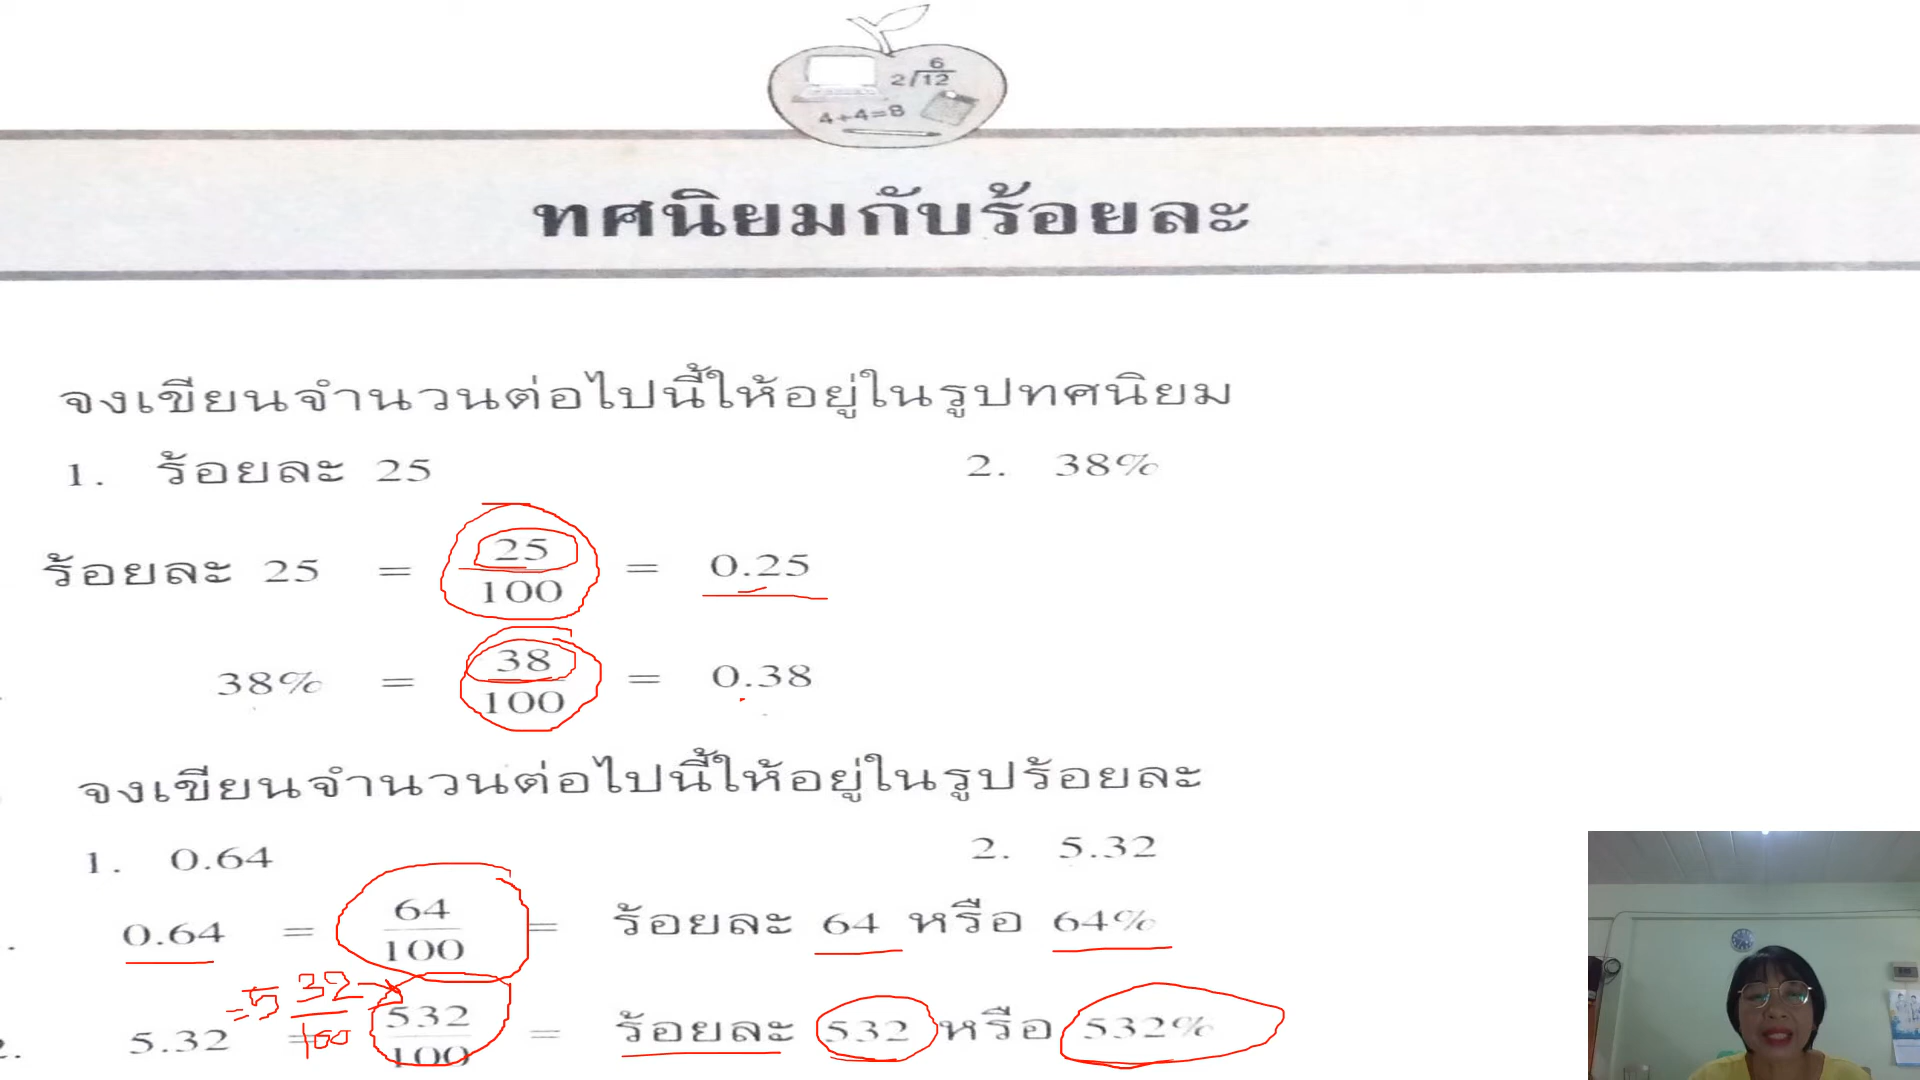 6
2 12
4+4=8
ทศนิยมกับร้อยละ
จงเขียนจำนวนต่อไปนี้ให้อยู่ในรูปทศนิยม
1. ร้อยละ 25 2. 38%
ร้อยละ 25 = 25/100 = 0.25
38% = 38/100 = 0.38
จงเขียนจำนวนต่อไปนี้ให้อยู่ในรูปร้อยละ
1. 0.64 2. 5.32
0.64 = 64/100 = ร้อยละ 64 หรือ 64%
= 5 32/100
2. 5.32 = 532/100 = ร้อยละ 532 หรือ 532%